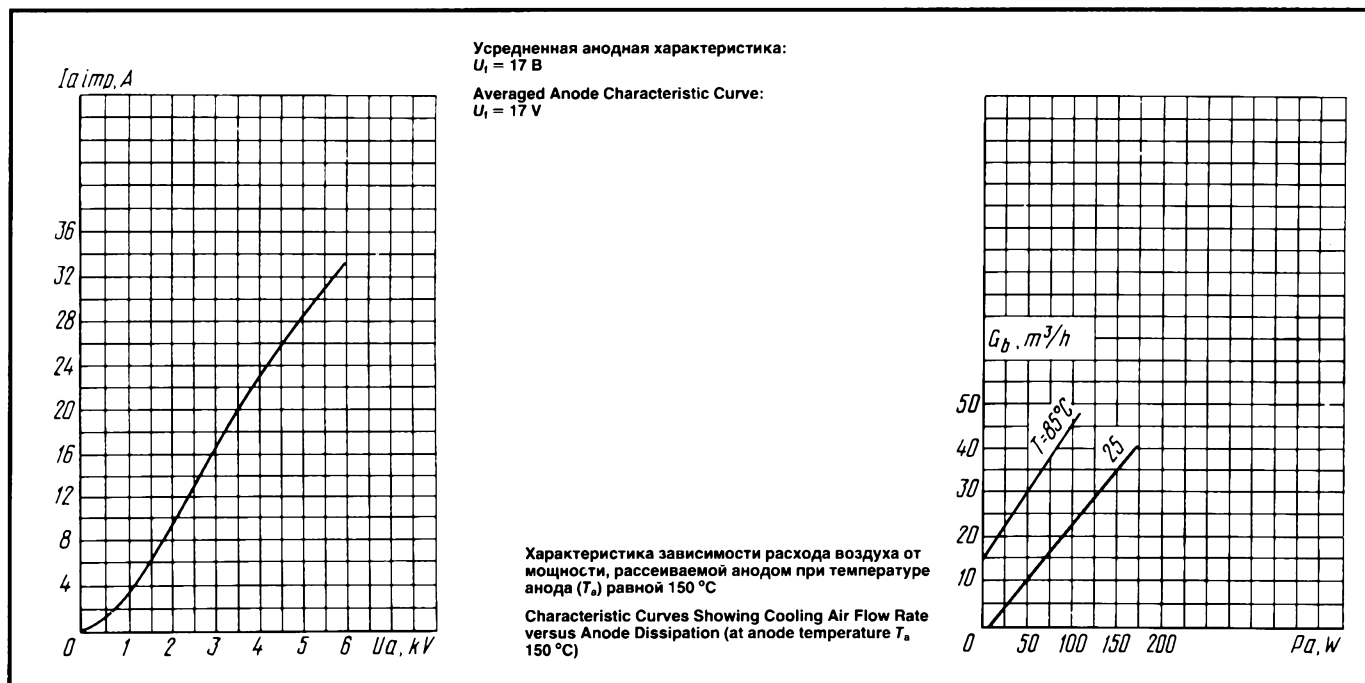 Усредненная анодная характеристика:
U₁ = 17 В
Averaged Anode Characteristic Curve:
U₁ = 17 V
Ia imp, A
36
32
28
24
20
16
12
8
4
0 1 2 3 4 5 6 Ua, kV
Gb, m³/h
50
40
30
20
10
T=85°C
25
0 50 100 150 200 Pa, W
Характеристика зависимости расхода воздуха от
мощности, рассеиваемой анодом при температуре
анода (Tₐ) равной 150 °C
Characteristic Curves Showing Cooling Air Flow Rate
versus Anode Dissipation (at anode temperature Tₐ
150 °C)